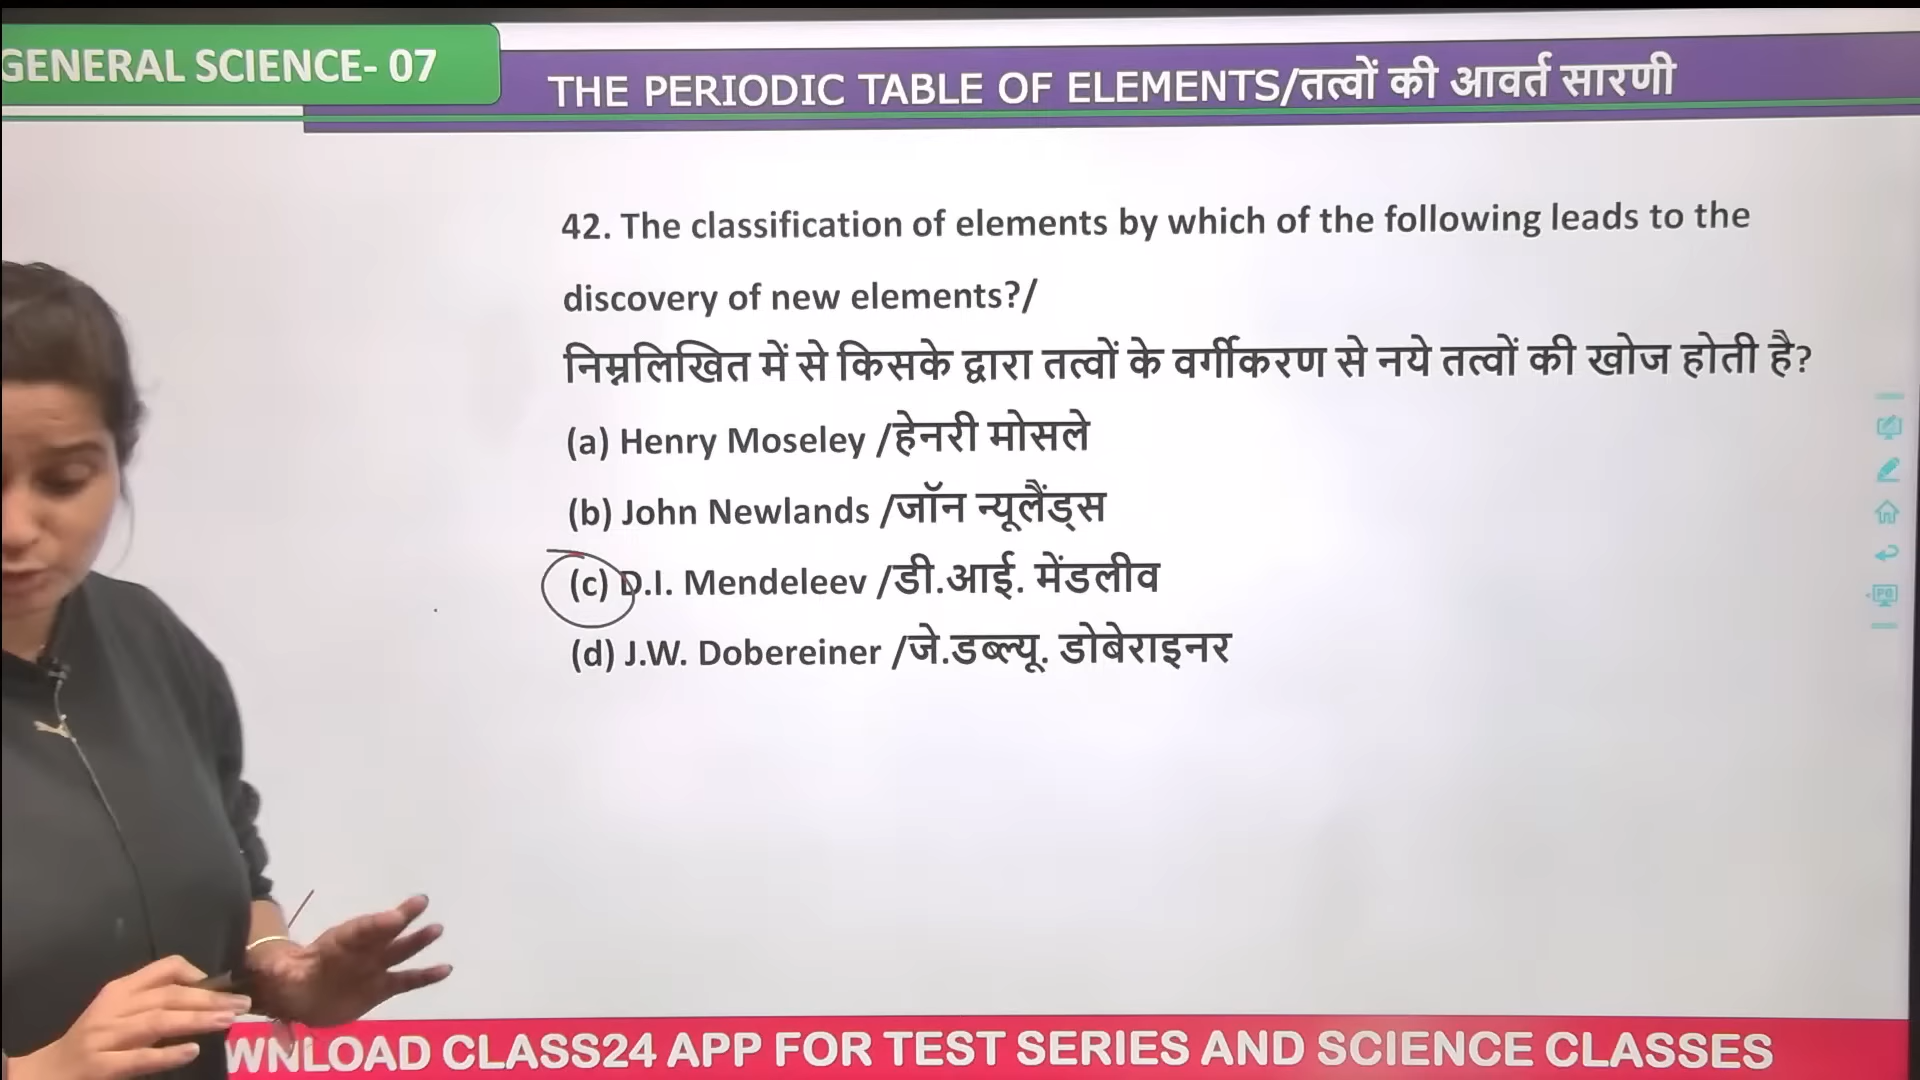 GENERAL SCIENCE- 07
THE PERIODIC TABLE OF ELEMENTS/तत्वों की आवर्त सारणी
42. The classification of elements by which of the following leads to the
discovery of new elements?/
निम्नलिखित में से किसके द्वारा तत्वों के वर्गीकरण से नये तत्वों की खोज होती है?
(a) Henry Moseley /हेनरी मोसले
(b) John Newlands /जॉन न्यूलैंड्स
(c) D.I. Mendeleev /डी.आई. मेंडलीव
(d) J.W. Dobereiner /जे.डब्ल्यू. डोबेराइनर
WNLOAD CLASS24 APP FOR TEST SERIES AND SCIENCE CLASSES